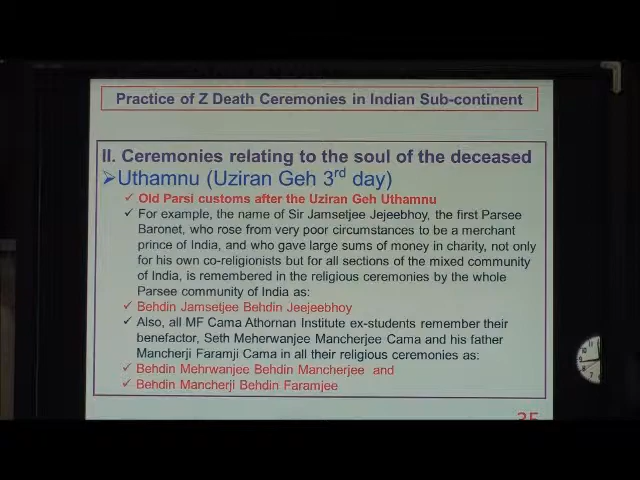 Practice of Z Death Ceremonies in Indian Sub-continent
II. Ceremonies relating to the soul of the deceased
➢Uthamnu (Uziran Geh 3rd day)
✓ Old Parsi customs after the Uziran Geh Uthamnu
✓ For example, the name of Sir Jamsetjee Jejeebhoy, the first Parsee
Baronet, who rose from very poor circumstances to be a merchant
prince of India, and who gave large sums of money in charity, not only
for his own co-religionists but for all sections of the mixed community
of India, is remembered in the religious ceremonies by the whole
Parsee community of India as:
✓ Behdin Jamsetjee Behdin Jeejeebhoy
✓ Also, all MF Cama Athornan Institute ex-students remember their
benefactor, Seth Meherwanjee Mancherjee Cama and his father
Mancherji Faramji Cama in all their religious ceremonies as:
✓ Behdin Mehrwanjee Behdin Mancherjee and
✓ Behdin Mancherji Behdin Faramjee
35